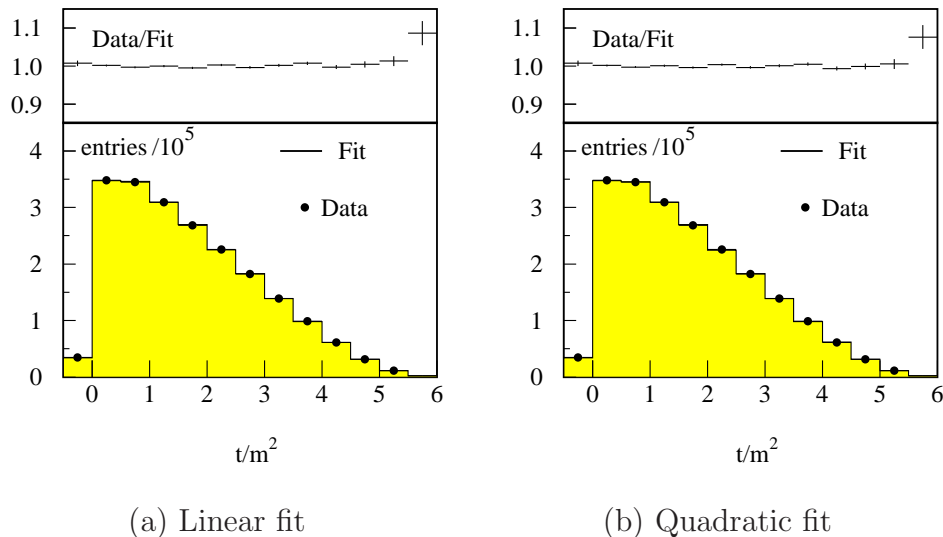 1.1
Data/Fit
1.0
0.9
4
entries /10^5
Fit
3
Data
2
1
0
0 1 2 3 4 5 6
t/m^2
(a) Linear fit
1.1
Data/Fit
1.0
0.9
4
entries /10^5
Fit
3
Data
2
1
0
0 1 2 3 4 5 6
t/m^2
(b) Quadratic fit